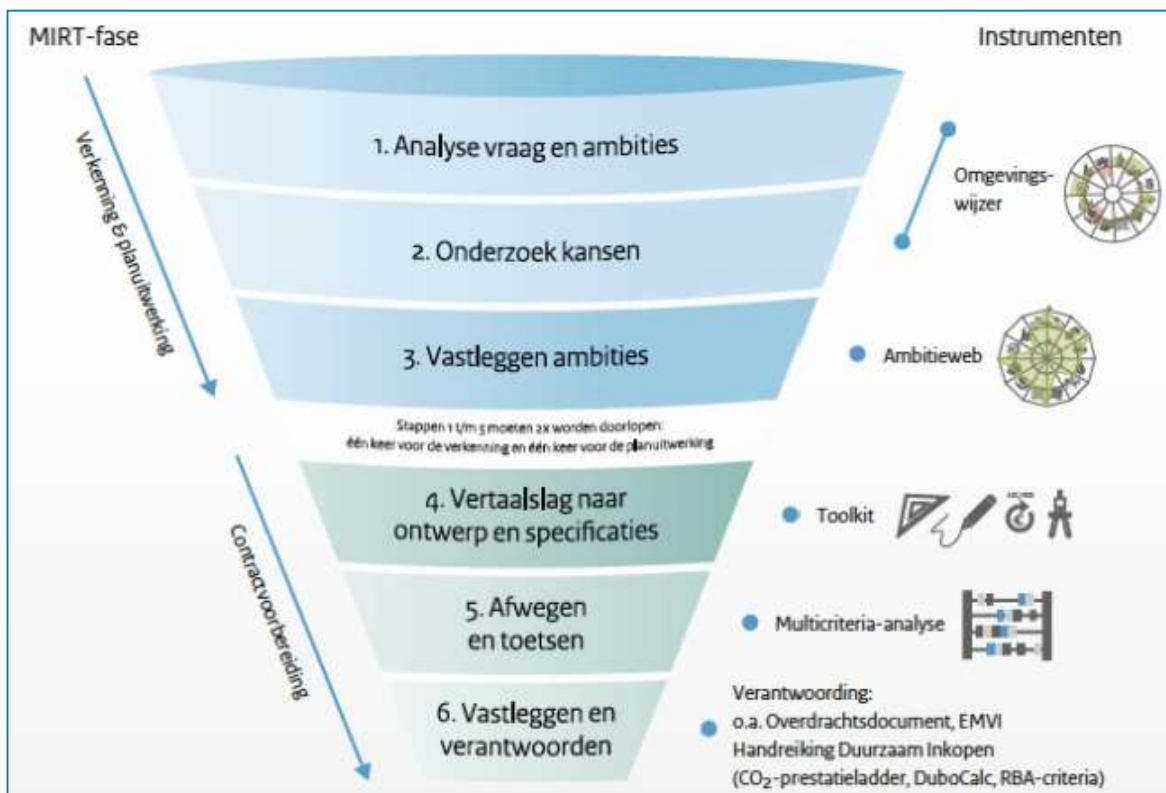 MIRT-fase
Instrumenten
Verkenning & planuitwerking
1. Analyse vraag en ambities
2. Onderzoek kansen
Omgevings-
wijzer
3. Vastleggen ambities
Ambitieweb
Stappen 1 t/m 5 moeten 2x worden doorlopen:
één keer voor de verkenning en één keer voor de planuitwerking
Contractvoorbereiding
4. Vertaalslag naar
ontwerp en specificaties
Toolkit
5. Afwegen
en toetsen
Multicriteria-analyse
6. Vastleggen en
verantwoorden
Verantwoording:
o.a. Overdrachtsdocument, EMVI
Handreiking Duurzaam Inkopen
(CO₂-prestatieladder, DuboCalc, RBA-criteria)